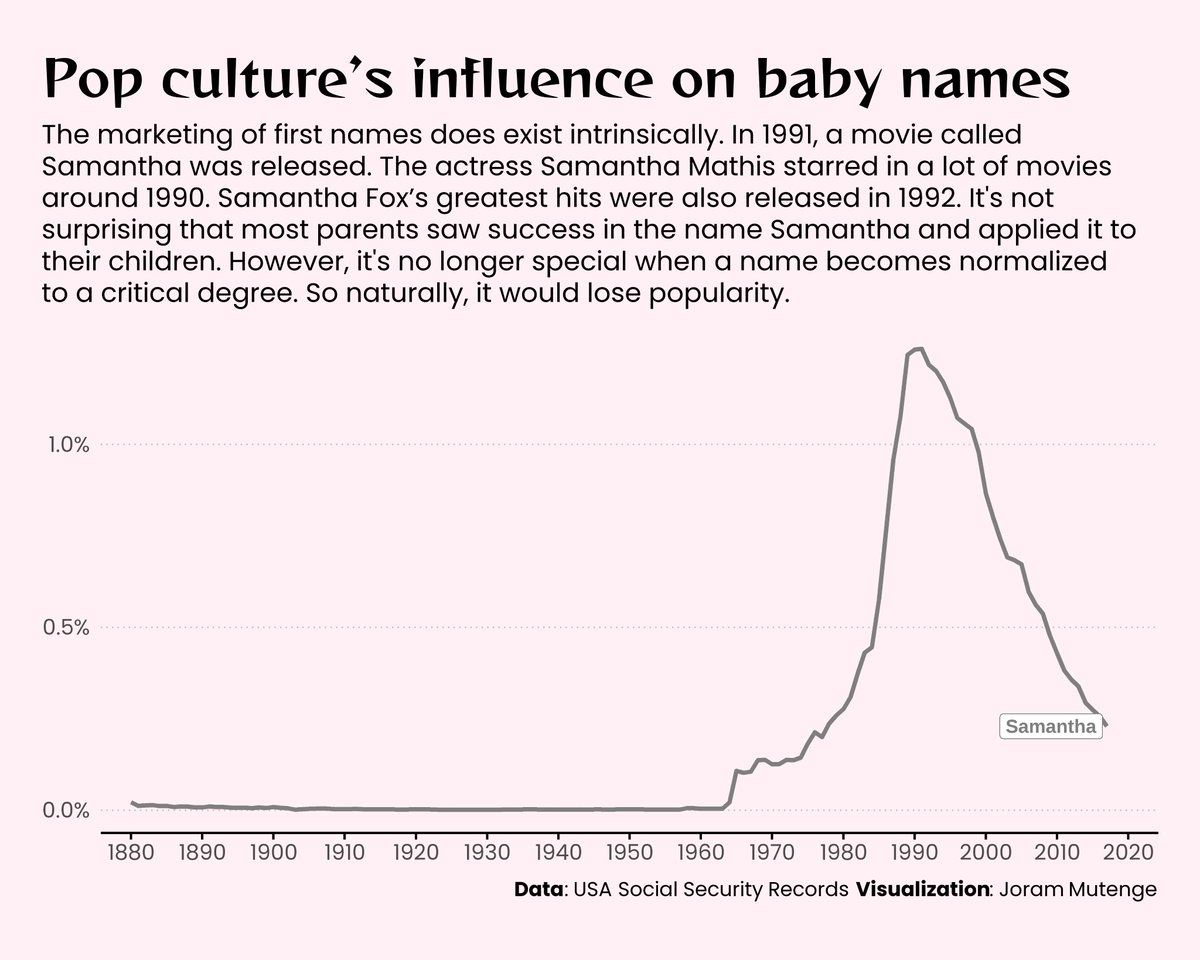 Pop culture’s influence on baby names
The marketing of first names does exist intrinsically. In 1991, a movie called
Samantha was released. The actress Samantha Mathis starred in a lot of movies
around 1990. Samantha Fox’s greatest hits were also released in 1992. It's not
surprising that most parents saw success in the name Samantha and applied it to
their children. However, it's no longer special when a name becomes normalized
to a critical degree. So naturally, it would lose popularity.
1.0%
0.5%
Samantha
0.0%
1880 1890 1900 1910 1920 1930 1940 1950 1960 1970 1980 1990 2000 2010 2020
Data: USA Social Security Records Visualization: Joram Mutenge